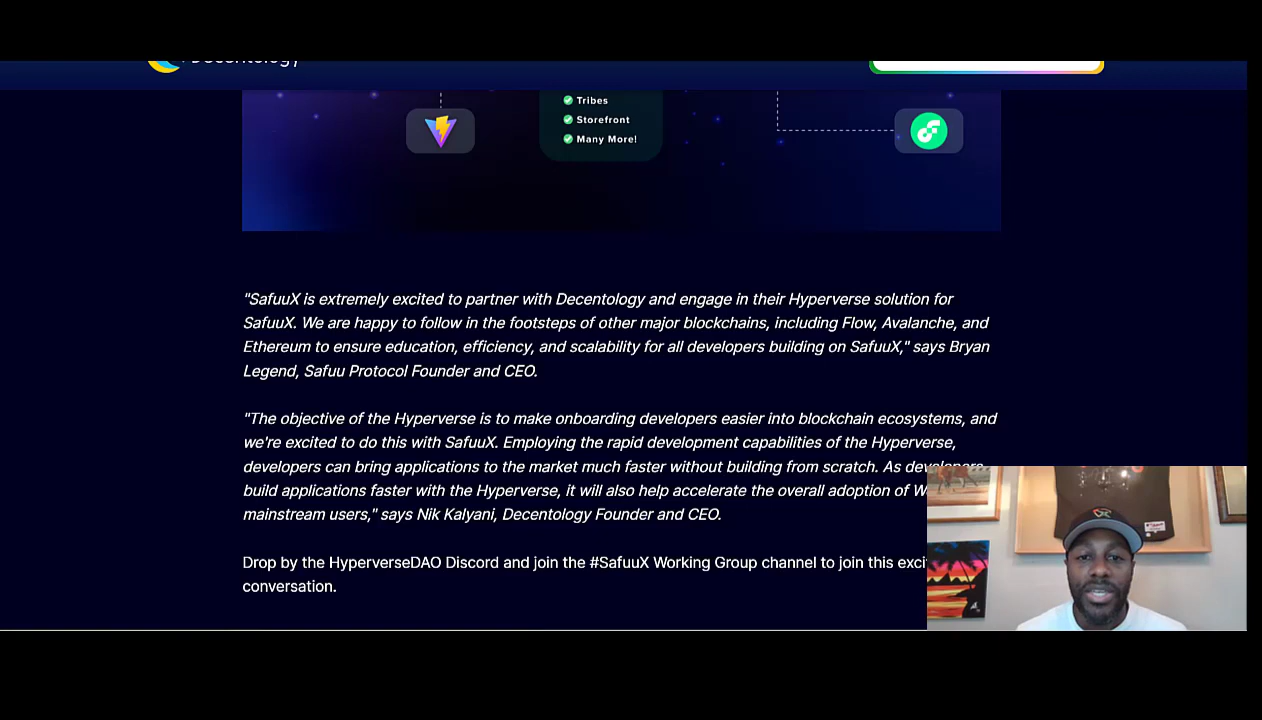 Decentology
Tribes
Storefront
Many More!
"SafuuX is extremely excited to partner with Decentology and engage in their Hyperverse solution for
SafuuX. We are happy to follow in the footsteps of other major blockchains, including Flow, Avalanche, and
Ethereum to ensure education, efficiency, and scalability for all developers building on SafuuX," says Bryan
Legend, Safuu Protocol Founder and CEO.
"The objective of the Hyperverse is to make onboarding developers easier into blockchain ecosystems, and
we're excited to do this with SafuuX. Employing the rapid development capabilities of the Hyperverse,
developers can bring applications to the market much faster without building from scratch. As developers
build applications faster with the Hyperverse, it will also help accelerate the overall adoption of
mainstream users," says Nik Kalyani, Decentology Founder and CEO.
Drop by the HyperverseDAO Discord and join the #SafuuX Working Group channel to join this exci
conversation.